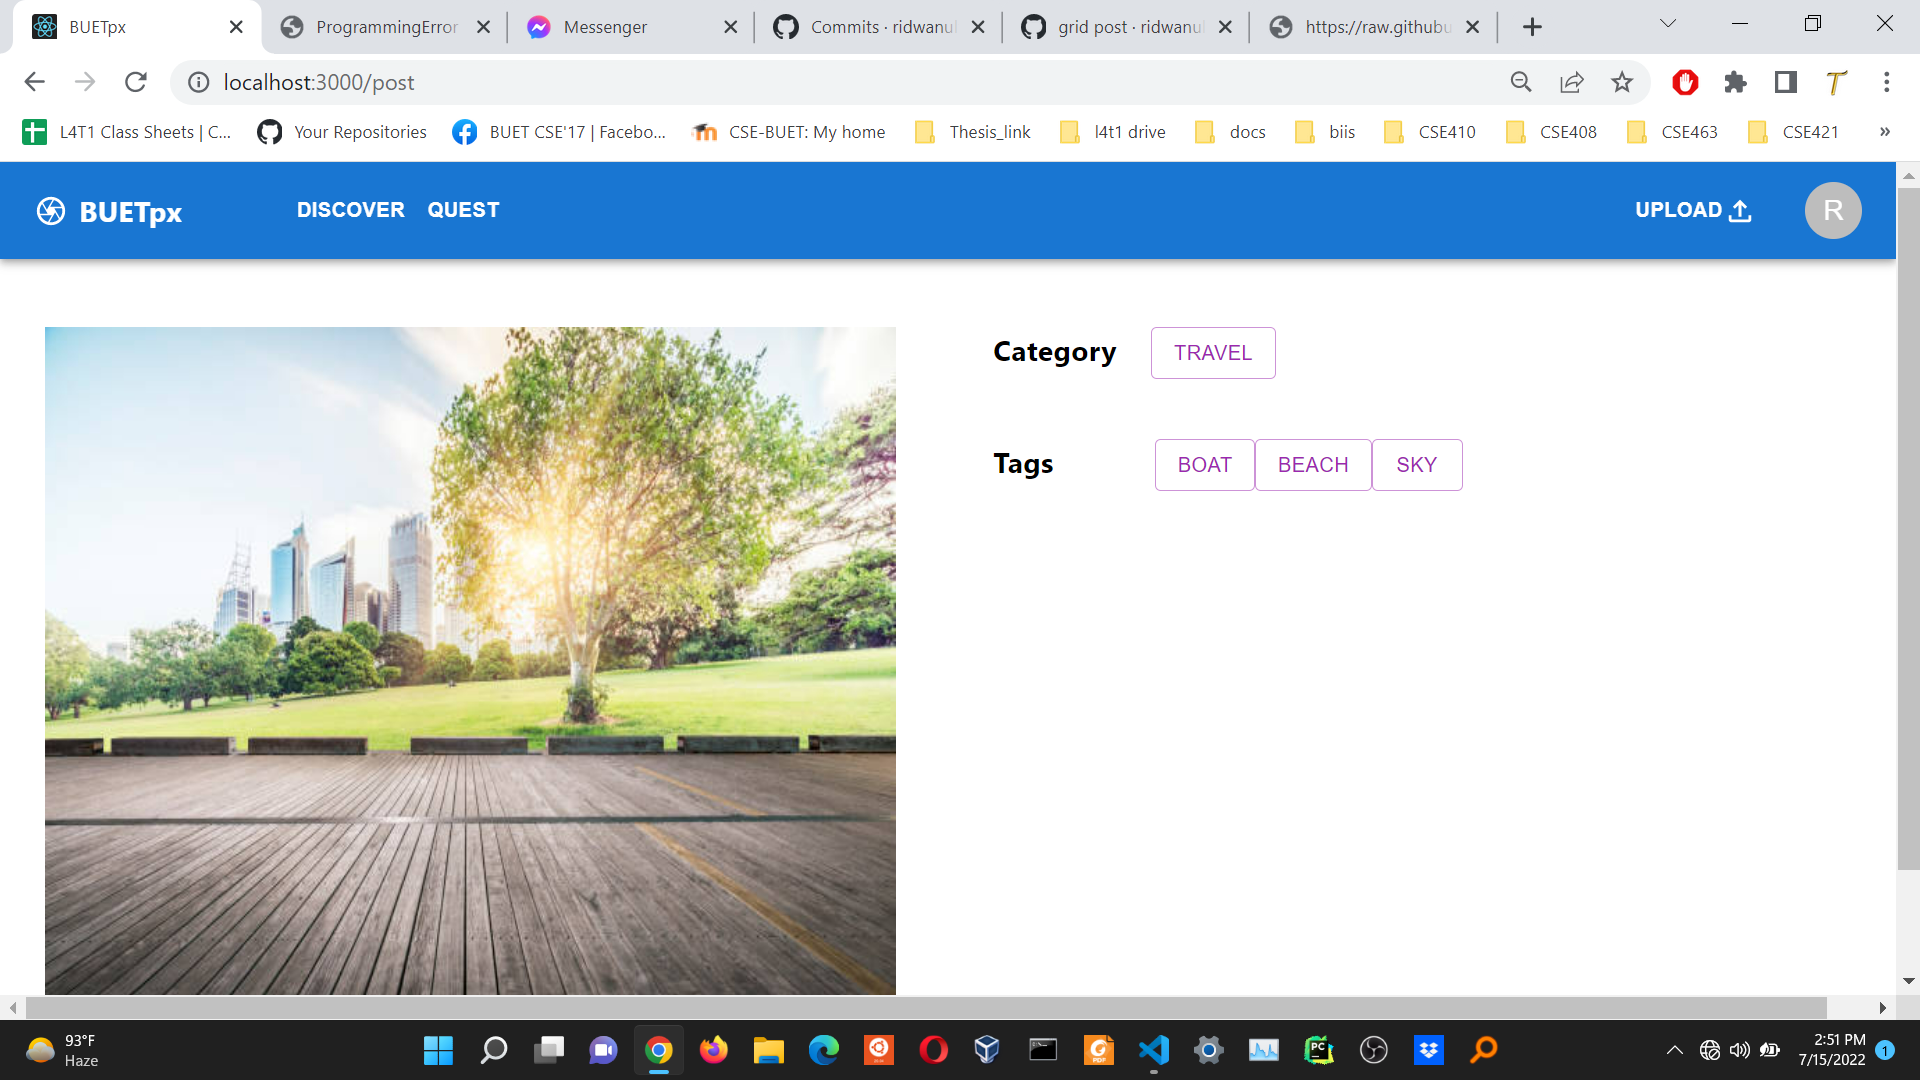 BUETpx
ProgrammingError
Messenger
Commits · ridwanul
grid post · ridwanul
https://raw.githubu
localhost:3000/post
L4T1 Class Sheets | C...
Your Repositories
BUET CSE'17 | Facebo...
CSE-BUET: My home
Thesis_link
l4t1 drive
docs
biis
CSE410
CSE408
CSE463
CSE421
»
BUETpx
DISCOVER
QUEST
UPLOAD
R
Category
TRAVEL
Tags
BOAT
BEACH
SKY
93°F
Haze
2:51 PM
7/15/2022
1